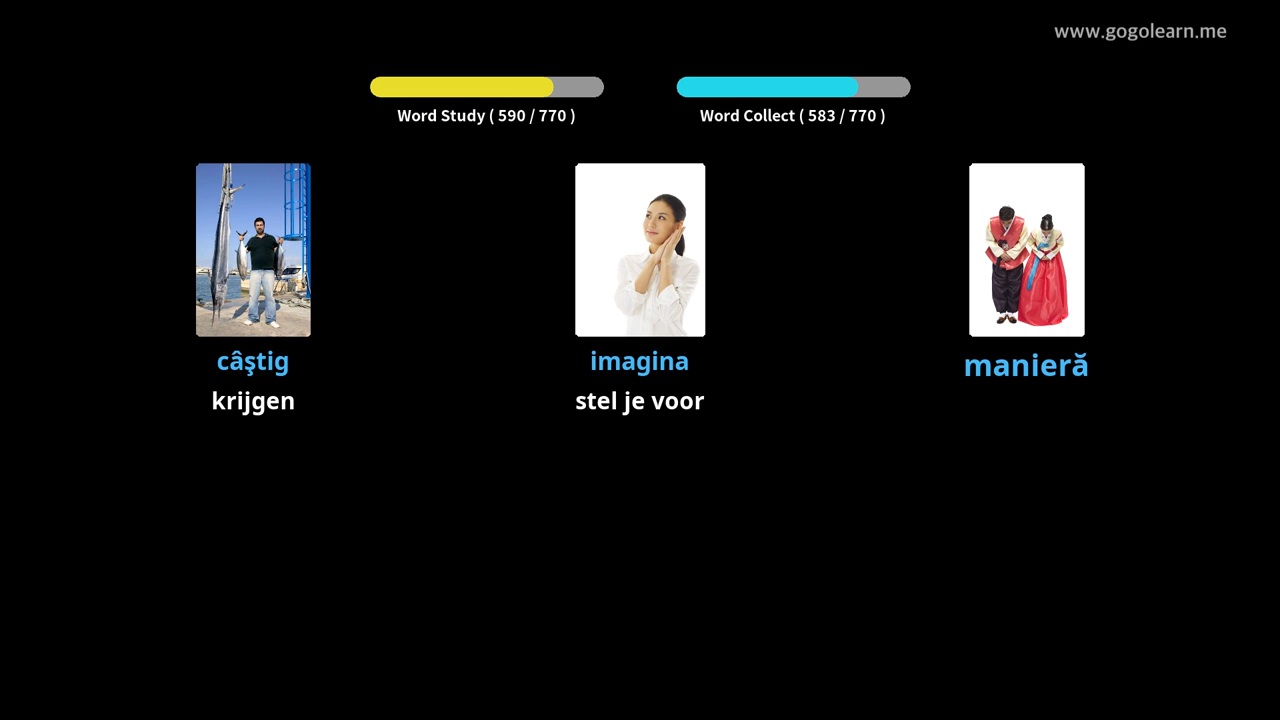 www.gogolearn.me
Word Study ( 590 / 770 )
Word Collect ( 583 / 770 )
câştig
krijgen
imagina
stel je voor
manieră